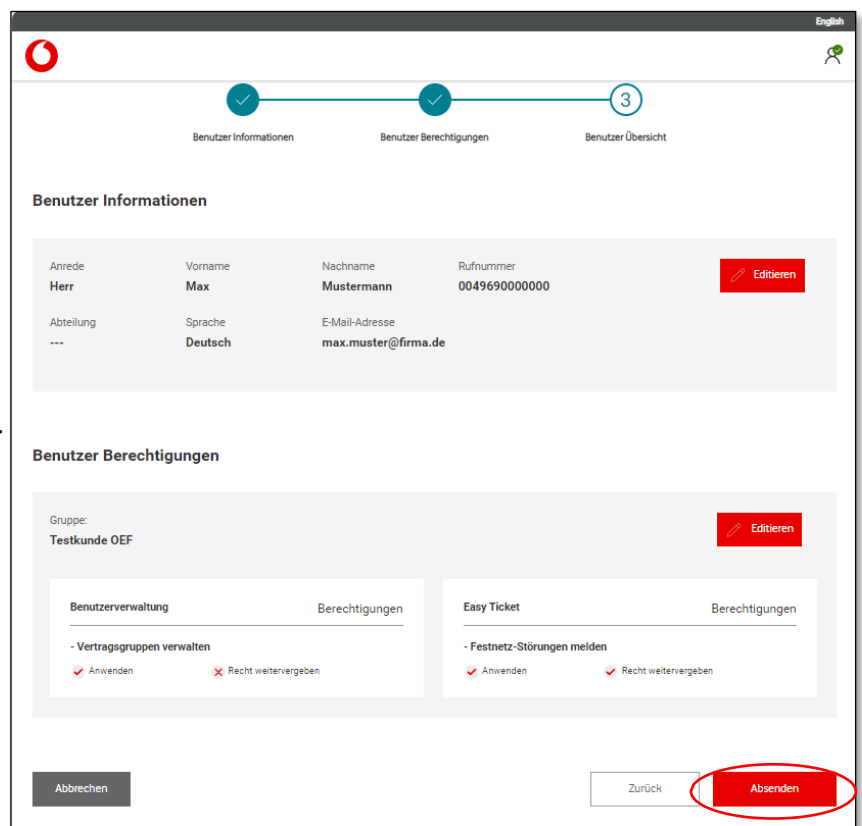 English
3
Benutzer Informationen
Benutzer Berechtigungen
Benutzer Übersicht
Benutzer Informationen
Anrede
Vorname
Nachname
Rufnummer
Editieren
Herr
Max
Mustermann
0049690000000
Abteilung
Sprache
E-Mail-Adresse
---
Deutsch
max.muster@firma.de
Benutzer Berechtigungen
Gruppe:
Editieren
Testkunde OEF
Benutzerverwaltung
Berechtigungen
- Vertragsgruppen verwalten
Anwenden
Recht weitervergeben
Easy Ticket
Berechtigungen
- Festnetz-Störungen melden
Anwenden
Recht weitervergeben
Abbrechen
Zurück
Absenden